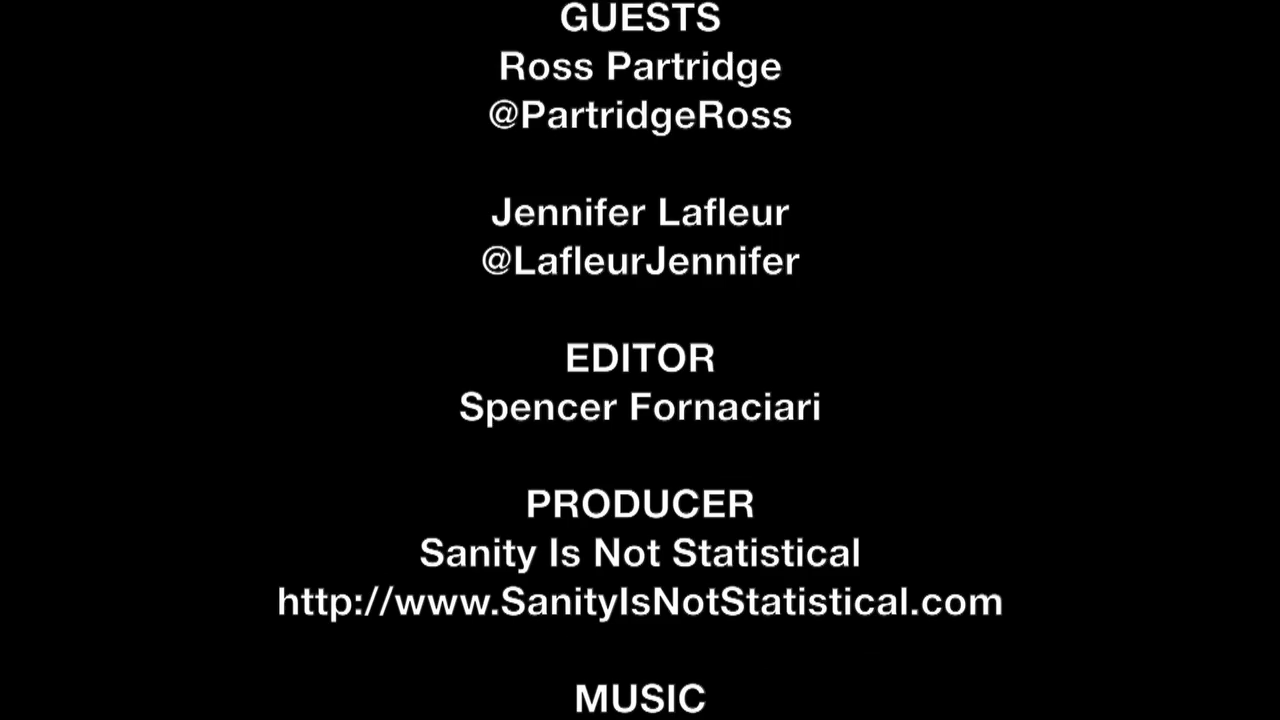 GUESTS
Ross Partridge
@PartridgeRoss
Jennifer Lafleur
@LafleurJennifer
EDITOR
Spencer Fornaciari
PRODUCER
Sanity Is Not Statistical
http://www.SanityIsNotStatistical.com
MUSIC